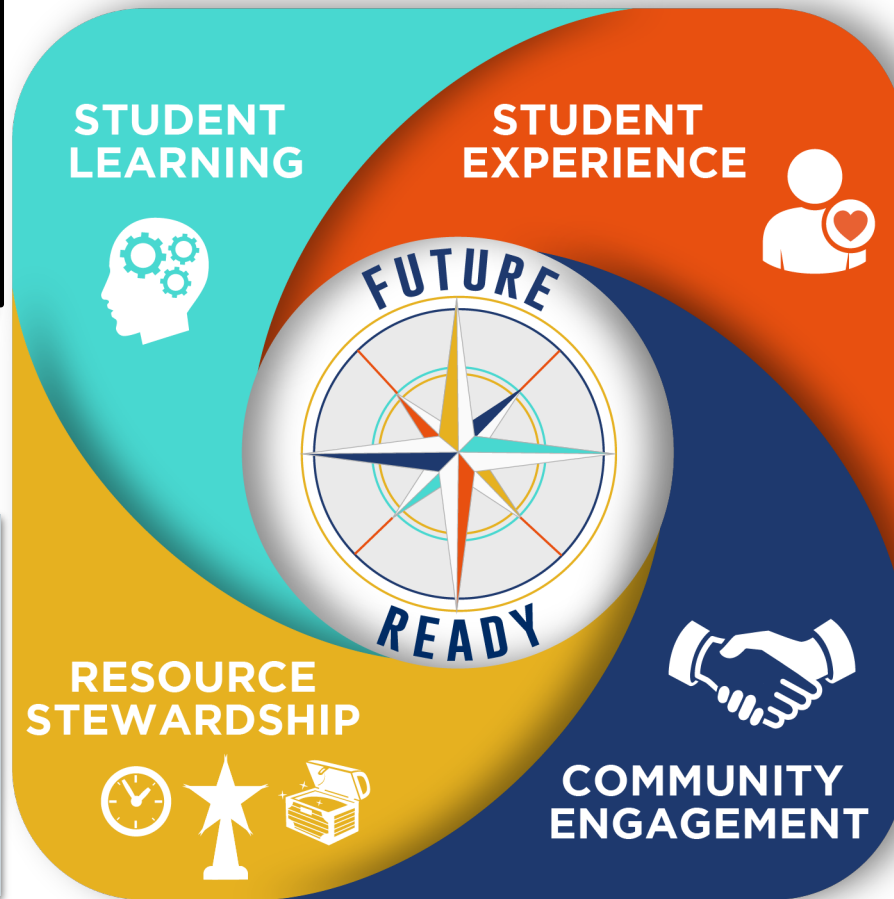 STUDENT
LEARNING
STUDENT
EXPERIENCE
FUTURE
READY
RESOURCE
STEWARDSHIP
COMMUNITY
ENGAGEMENT